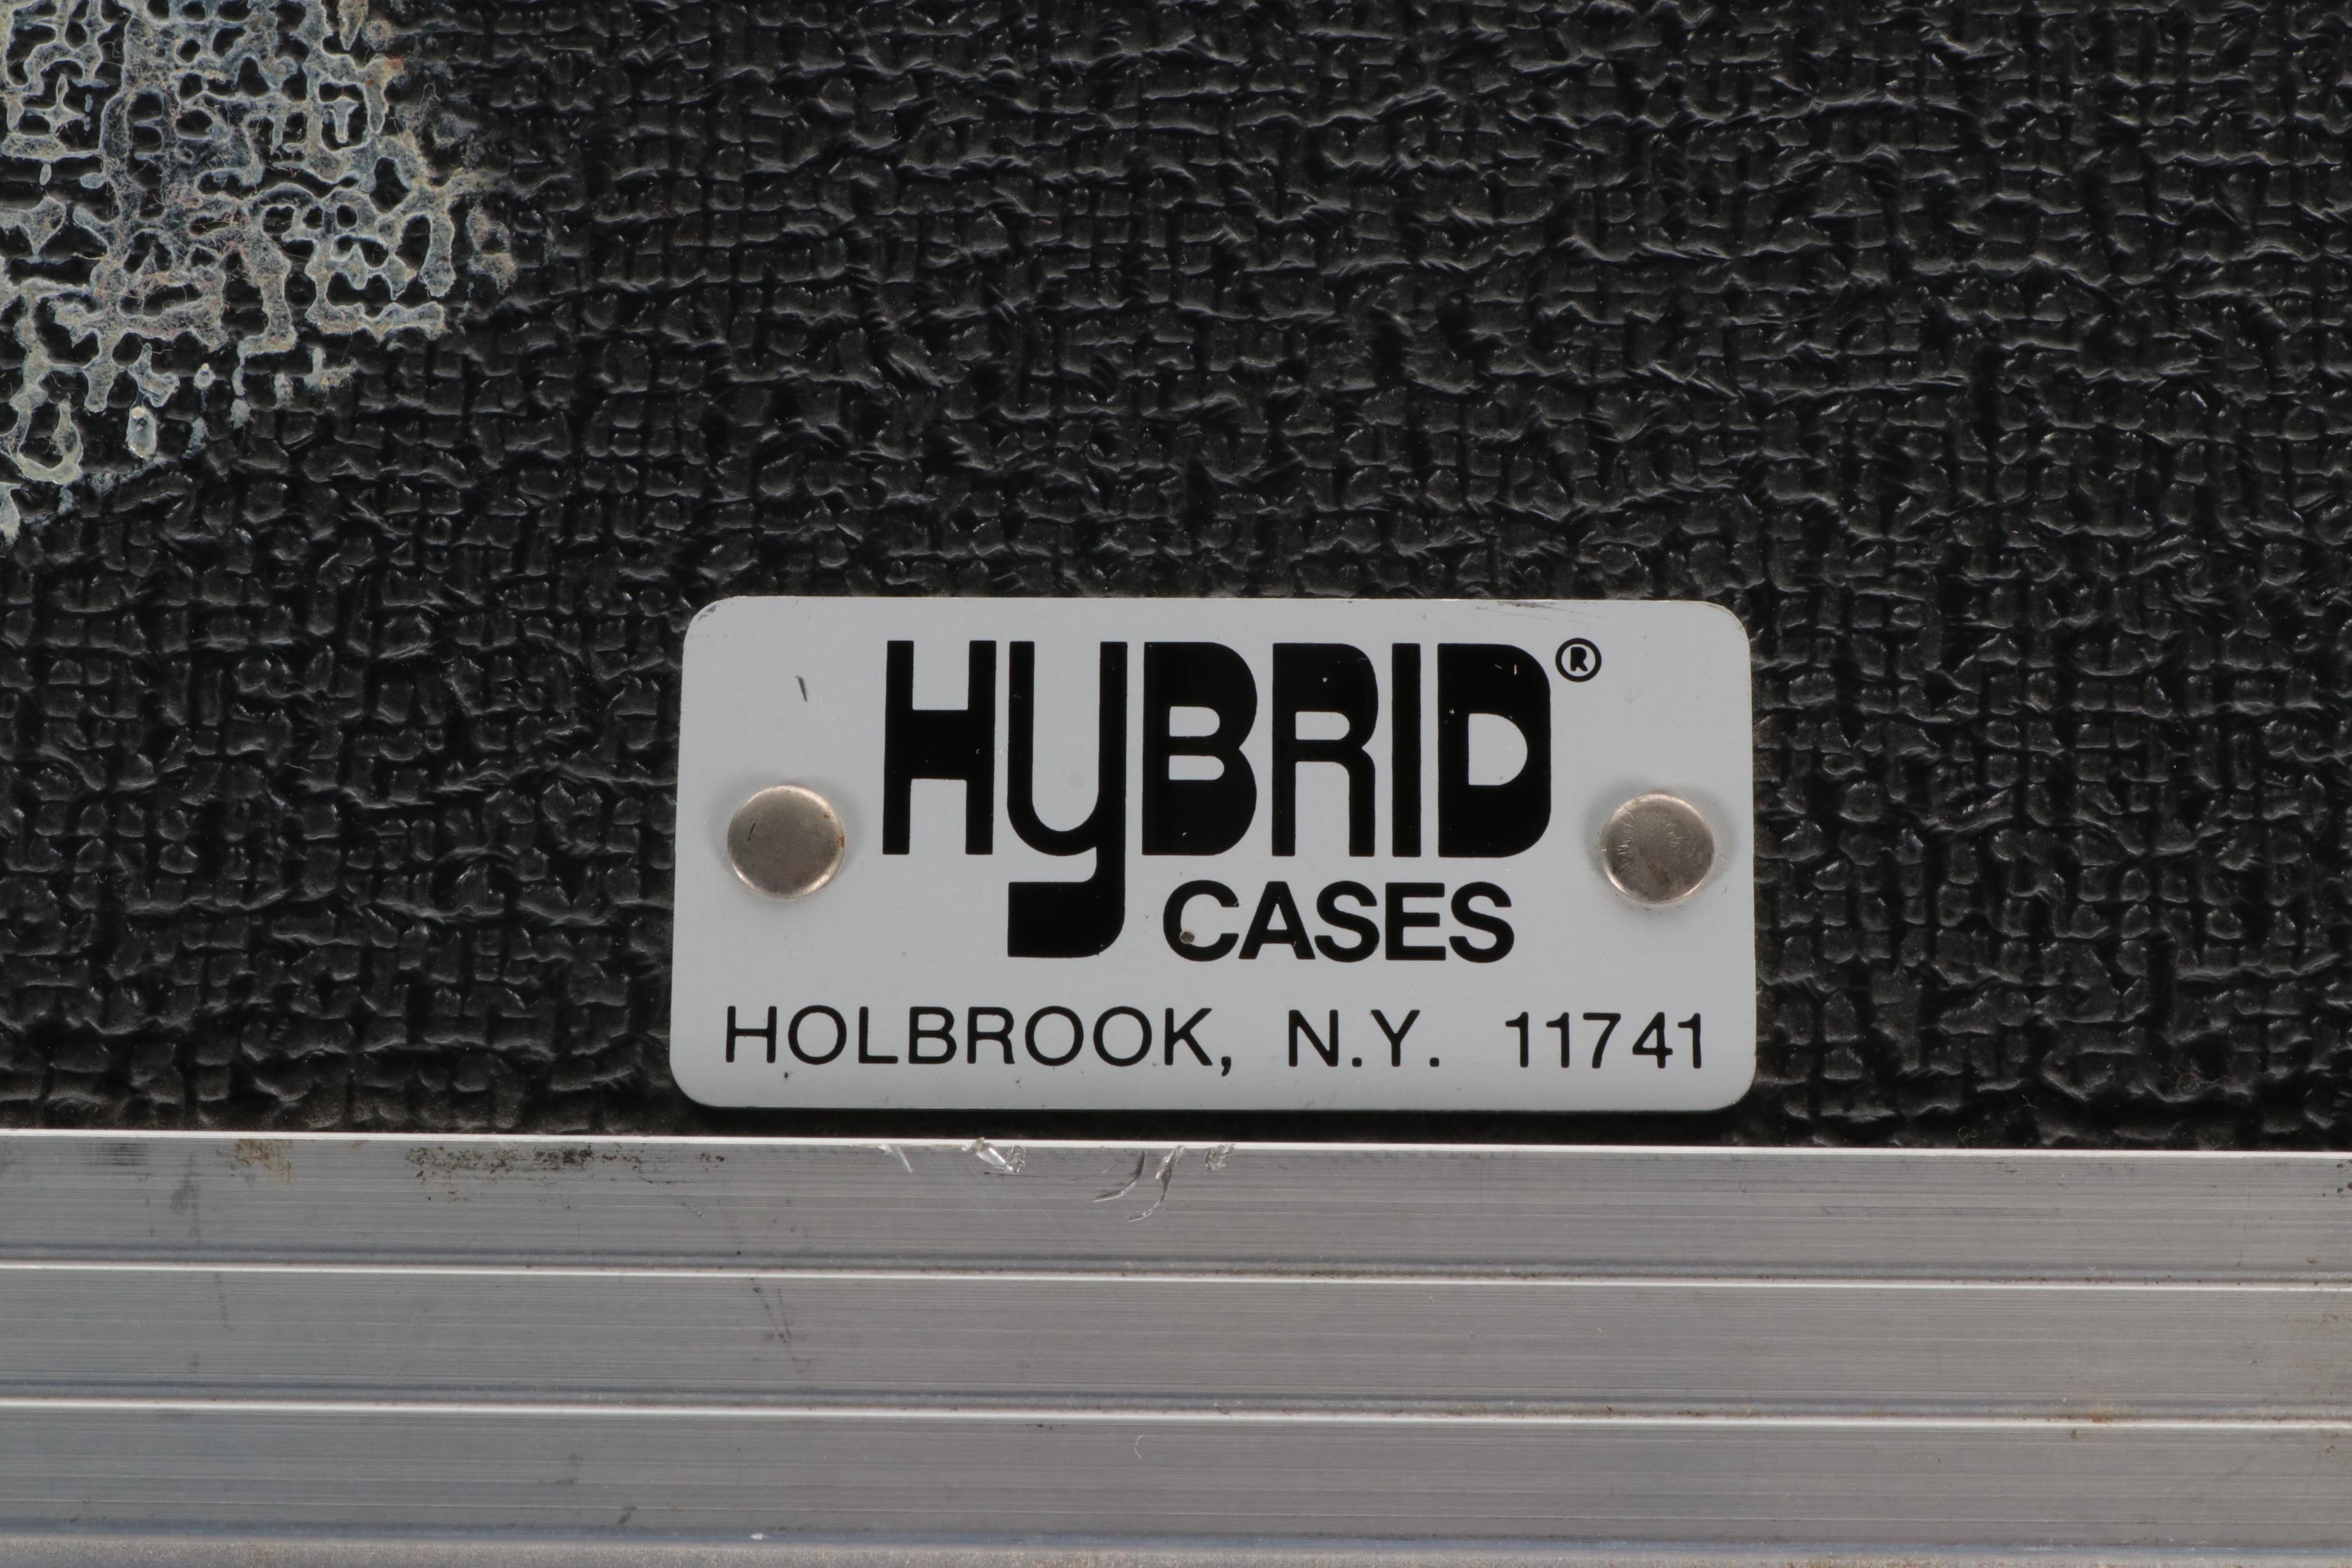 HyBRID®
CASES
HOLBROOK, N.Y. 11741